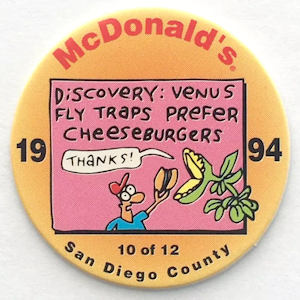 McDonald's®
DiSCOVERY: VENUS
FLY TRAPS PREFER
CHEESEBURGERS
THANKS!
19 94
10 of 12
San Diego County